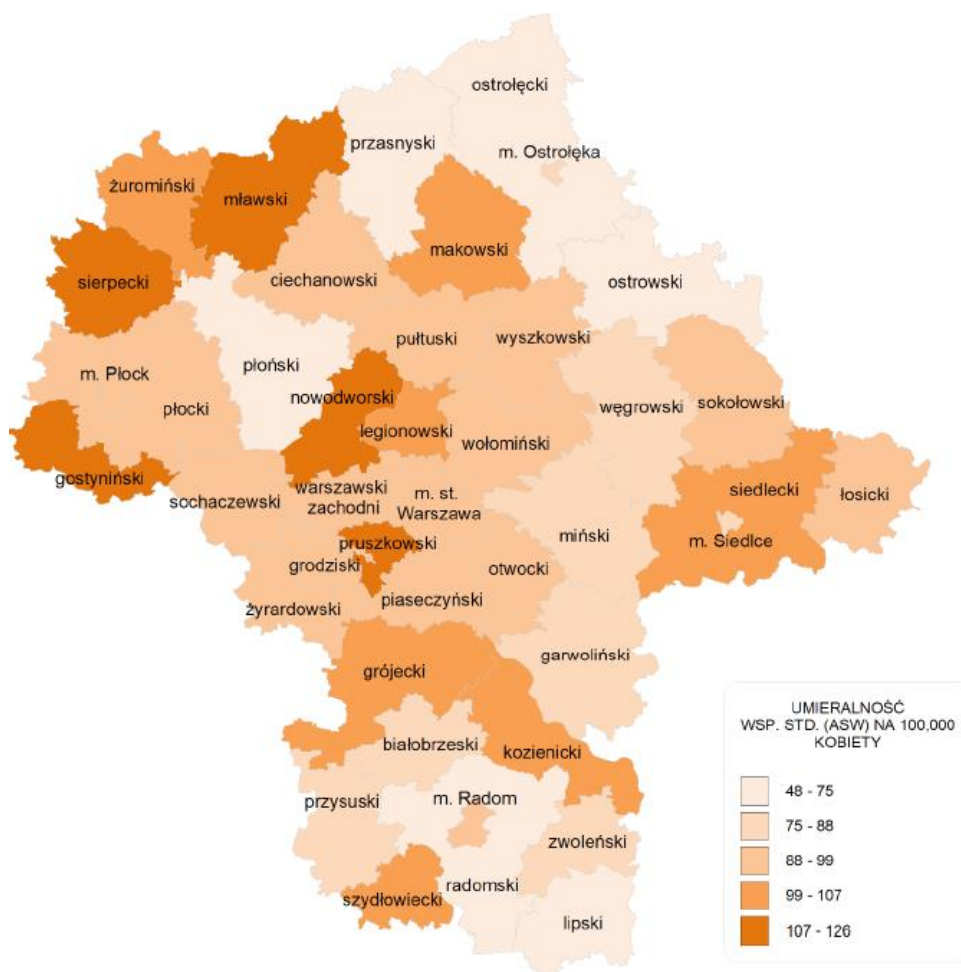 ostrołęcki
przasnyski
m. Ostrołęka
żuromiński
mławski
makowski
sierpecki
ciechanowski
ostrowski
pułtuski
wyszkowski
m. Płock
płoński
nowodworski
węgrowski
sokołowski
płocki
legionowski
wołomiński
gostyniński
siedlecki
łosicki
sochaczewski
warszawski
zachodni
m. st.
Warszawa
miński
m. Siedlce
pruszkowski
grodziski
otwocki
żyrardowski
piaseczyński
garwoliński
grójecki
białobrzeski
kozienicki
przysuski
m. Radom
zwoleński
szydłowiecki
radomski
lipski
UMIERALNOŚĆ
WSP. STD. (ASW) NA 100,000
KOBIETY
48 - 75
75 - 88
88 - 99
99 - 107
107 - 126